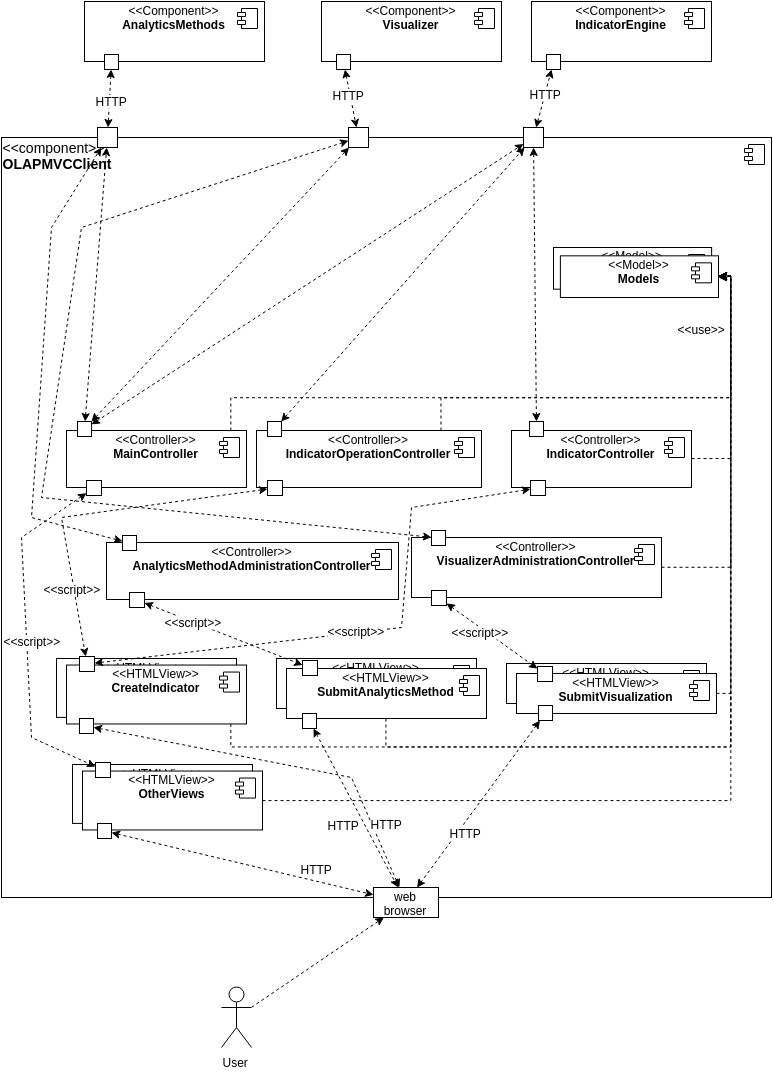 <<Component>>
AnalyticsMethods
<<Component>>
Visualizer
<<Component>>
IndicatorEngine
HTTP
HTTP
HTTP
<<component>
OLAPMVCClient
<<Model>>
<<Model>>
Models
<<use>>
<<Controller>>
MainController
<<Controller>>
IndicatorOperationController
<<Controller>>
IndicatorController
<<Controller>>
AnalyticsMethodAdministrationController
<<Controller>>
VisualizerAdministrationController
<<script>>
<<script>>
<<script>>
<<script>>
<<script>>
<<HTMLView>>
CreateIndicator
<<HTMLView>>
<<HTMLView>>
SubmitAnalyticsMethod
<<HTMLView>>
<<HTMLView>>
SubmitVisualization
<<HTMLView>>
OtherViews
HTTP
HTTP
HTTP
HTTP
web
browser
User